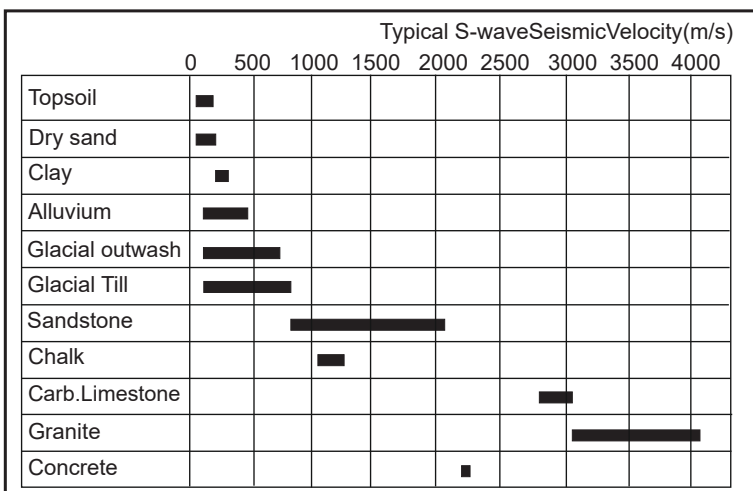 Typical S-waveSeismicVelocity(m/s)
0 500 1000 1500 2000 2500 3000 3500 4000
Topsoil
Dry sand
Clay
Alluvium
Glacial outwash
Glacial Till
Sandstone
Chalk
Carb.Limestone
Granite
Concrete